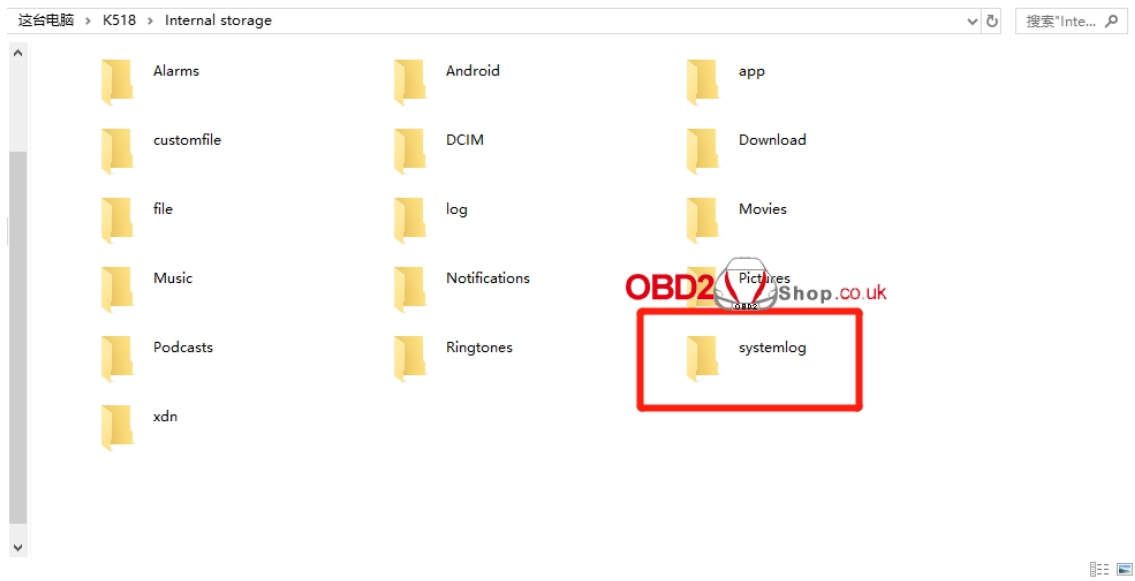 这台电脑 › K518 › Internal storage
搜索"Inte...
Alarms Android app
customfile DCIM Download
file log Movies
Music Notifications Pictures
OBD2 Shop.co.uk
OBD2
Podcasts Ringtones systemlog
xdn